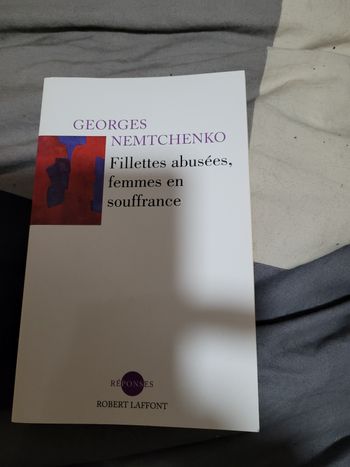 GEORGES
NEMTCHENKO
Fillettes abusées,
femmes en
souffrance
RÉPONSES
ROBERT LAFFONT